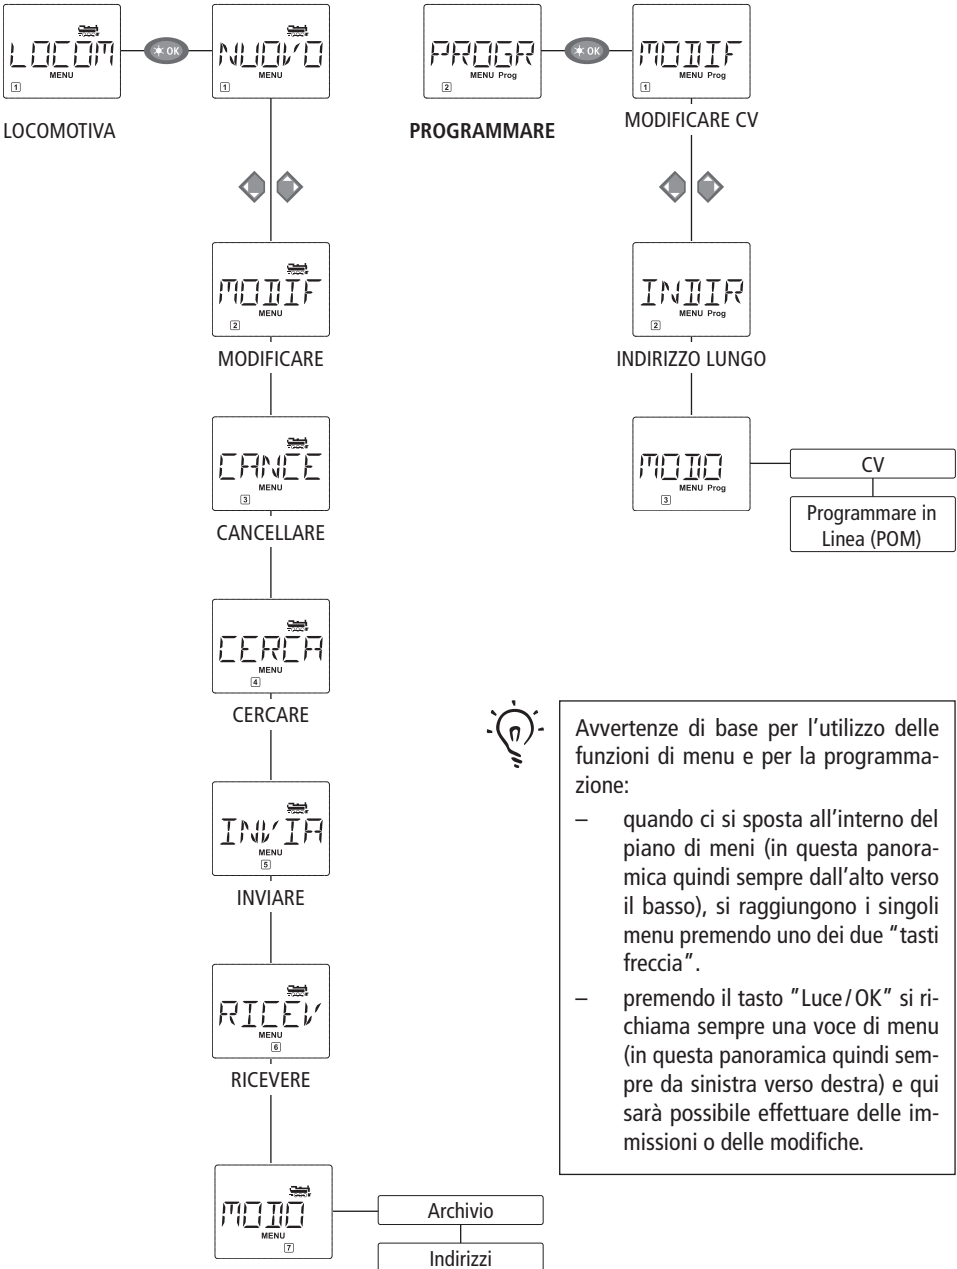 LOCOM
MENU
1
LOCOMOTIVA
OK
NUOVO
MENU
1
MODIF
MENU
2
MODIFICARE
CANCE
MENU
3
CANCELLARE
CERCA
MENU
4
CERCARE
INVIA
MENU
5
INVIARE
RICEV
MENU
6
RICEVERE
MODO
MENU
7
Archivio
Indirizzi
PROGR
MENU Prog
2
PROGRAMMARE
OK
MODIF
MENU Prog
1
MODIFICARE CV
INDIR
MENU Prog
2
INDIRIZZO LUNGO
MODO
MENU Prog
3
CV
Programmare in
Linea (POM)
Avvertenze di base per l'utilizzo delle
funzioni di menu e per la programma-
zione:
– quando ci si sposta all'interno del
piano di meni (in questa panora-
mica quindi sempre dall'alto verso
il basso), si raggiungono i singoli
menu premendo uno dei due "tasti
freccia".
– premendo il tasto "Luce/OK" si ri-
chiama sempre una voce di menu
(in questa panoramica quindi sem-
pre da sinistra verso destra) e qui
sarà possibile effettuare delle im-
missioni o delle modifiche.